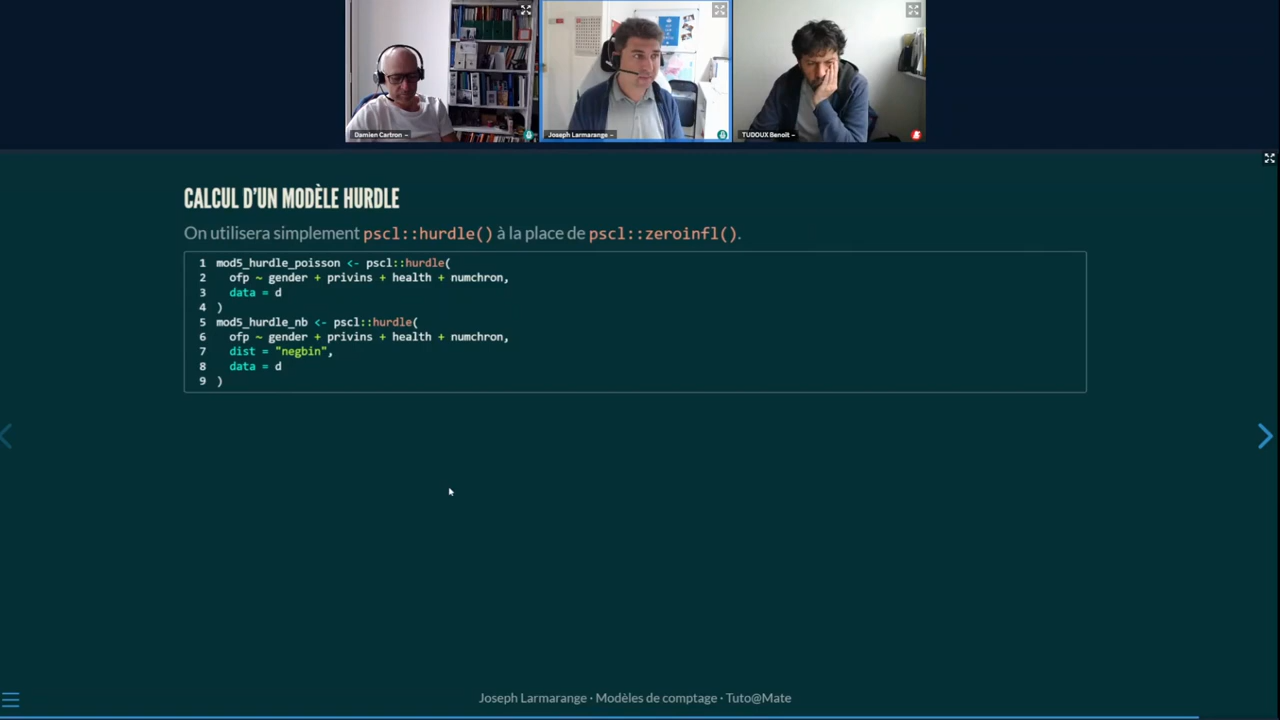 Damien Cartron
Joseph Larmarange
TUDOUX Benoit
CALCUL D'UN MODÈLE HURDLE
On utilisera simplement pscl::hurdle() à la place de pscl::zeroinfl().
1 mod5_hurdle_poisson <- pscl::hurdle(
2 ofp ~ gender + privins + health + numchron,
3 data = d
4 )
5 mod5_hurdle_nb <- pscl::hurdle(
6 ofp ~ gender + privins + health + numchron,
7 dist = "negbin",
8 data = d
9 )
Joseph Larmarange · Modèles de comptage · Tuto@Mate